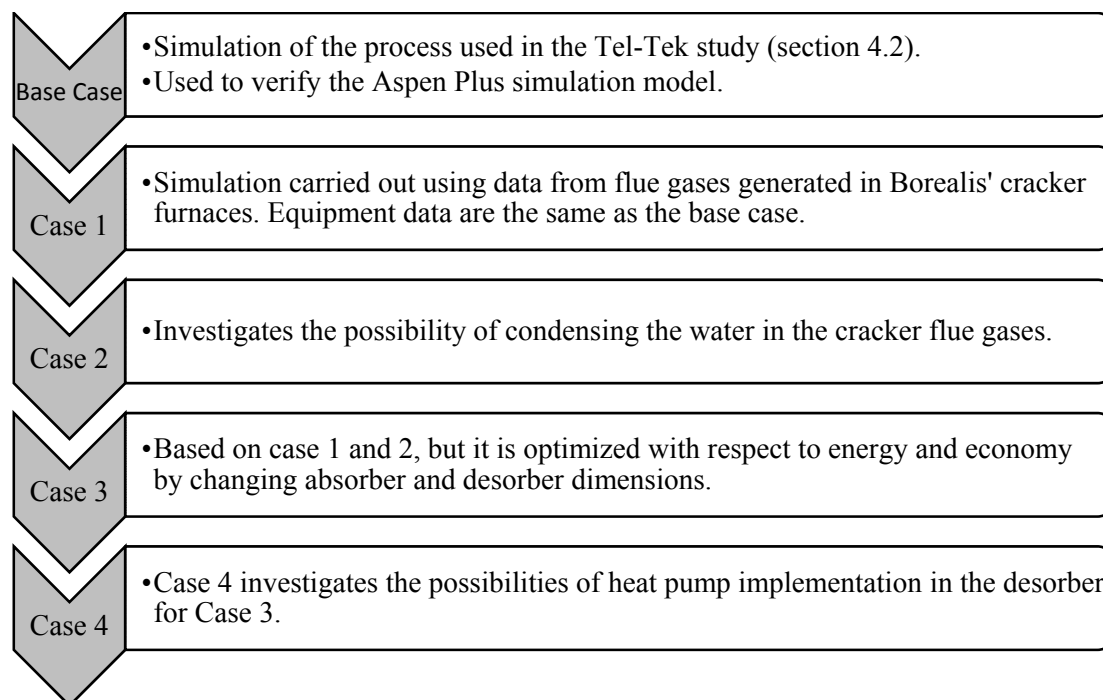 Base Case
•Simulation of the process used in the Tel-Tek study (section 4.2).
•Used to verify the Aspen Plus simulation model.
Case 1
•Simulation carried out using data from flue gases generated in Borealis' cracker
furnaces. Equipment data are the same as the base case.
Case 2
•Investigates the possibility of condensing the water in the cracker flue gases.
Case 3
•Based on case 1 and 2, but it is optimized with respect to energy and economy
by changing absorber and desorber dimensions.
Case 4
•Case 4 investigates the possibilities of heat pump implementation in the desorber
for Case 3.